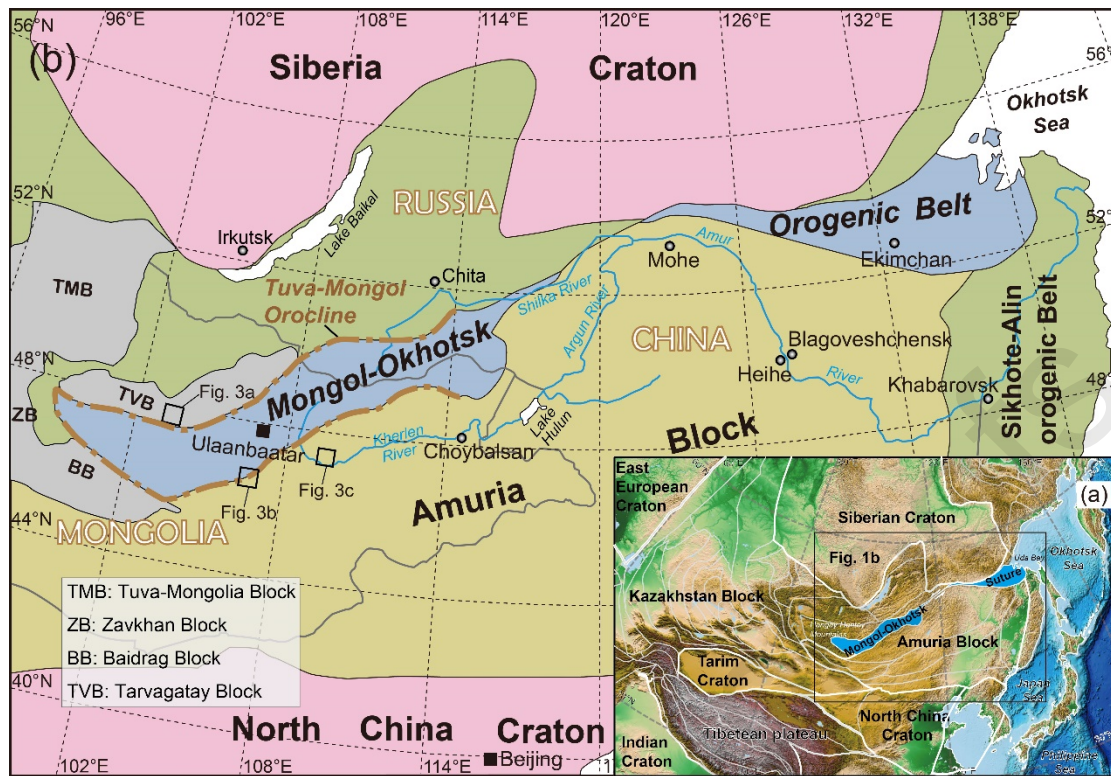 56°N
96°E
102°E
108°E
114°E
120°E
126°E
132°E
138°E
56°
(b)
Siberia Craton
Okhotsk
Sea
52°N
RUSSIA
Lake Baikal
Orogenic Belt
52°
Irkutsk
Amur
Mohe
Ekimchan
TMB
Chita
Shilka River
Tuva-Mongol
Orocline
Argun River
CHINA
Sikhote-Alin
orogenic Belt
48°N
Mongol-Okhotsk
Blagoveshchensk
Heihe
River
Khabarovsk
48°N
TVB
Fig. 3a
ZB
Ulaanbaatar
Lake
Hulun
Kherlen
River
Choybalsan
Block
BB
Fig. 3c
Fig. 3b
Amuria
44°N
MONGOLIA
TMB: Tuva-Mongolia Block
ZB: Zavkhan Block
BB: Baidrag Block
TVB: Tarvagatay Block
40°N
North China Craton
Beijing
102°E
108°E
114°E
120°E
(a)
East
European
Craton
Siberian Craton
Fig. 1b
Uda Bay
Okhotsk
Sea
Suture
Kazakhstan Block
Mongol-Okhotsk
Amuria Block
Tarim
Craton
Japan
Sea
North China
Craton
Tibetean plateau
Indian
Craton
Philippine
Sea